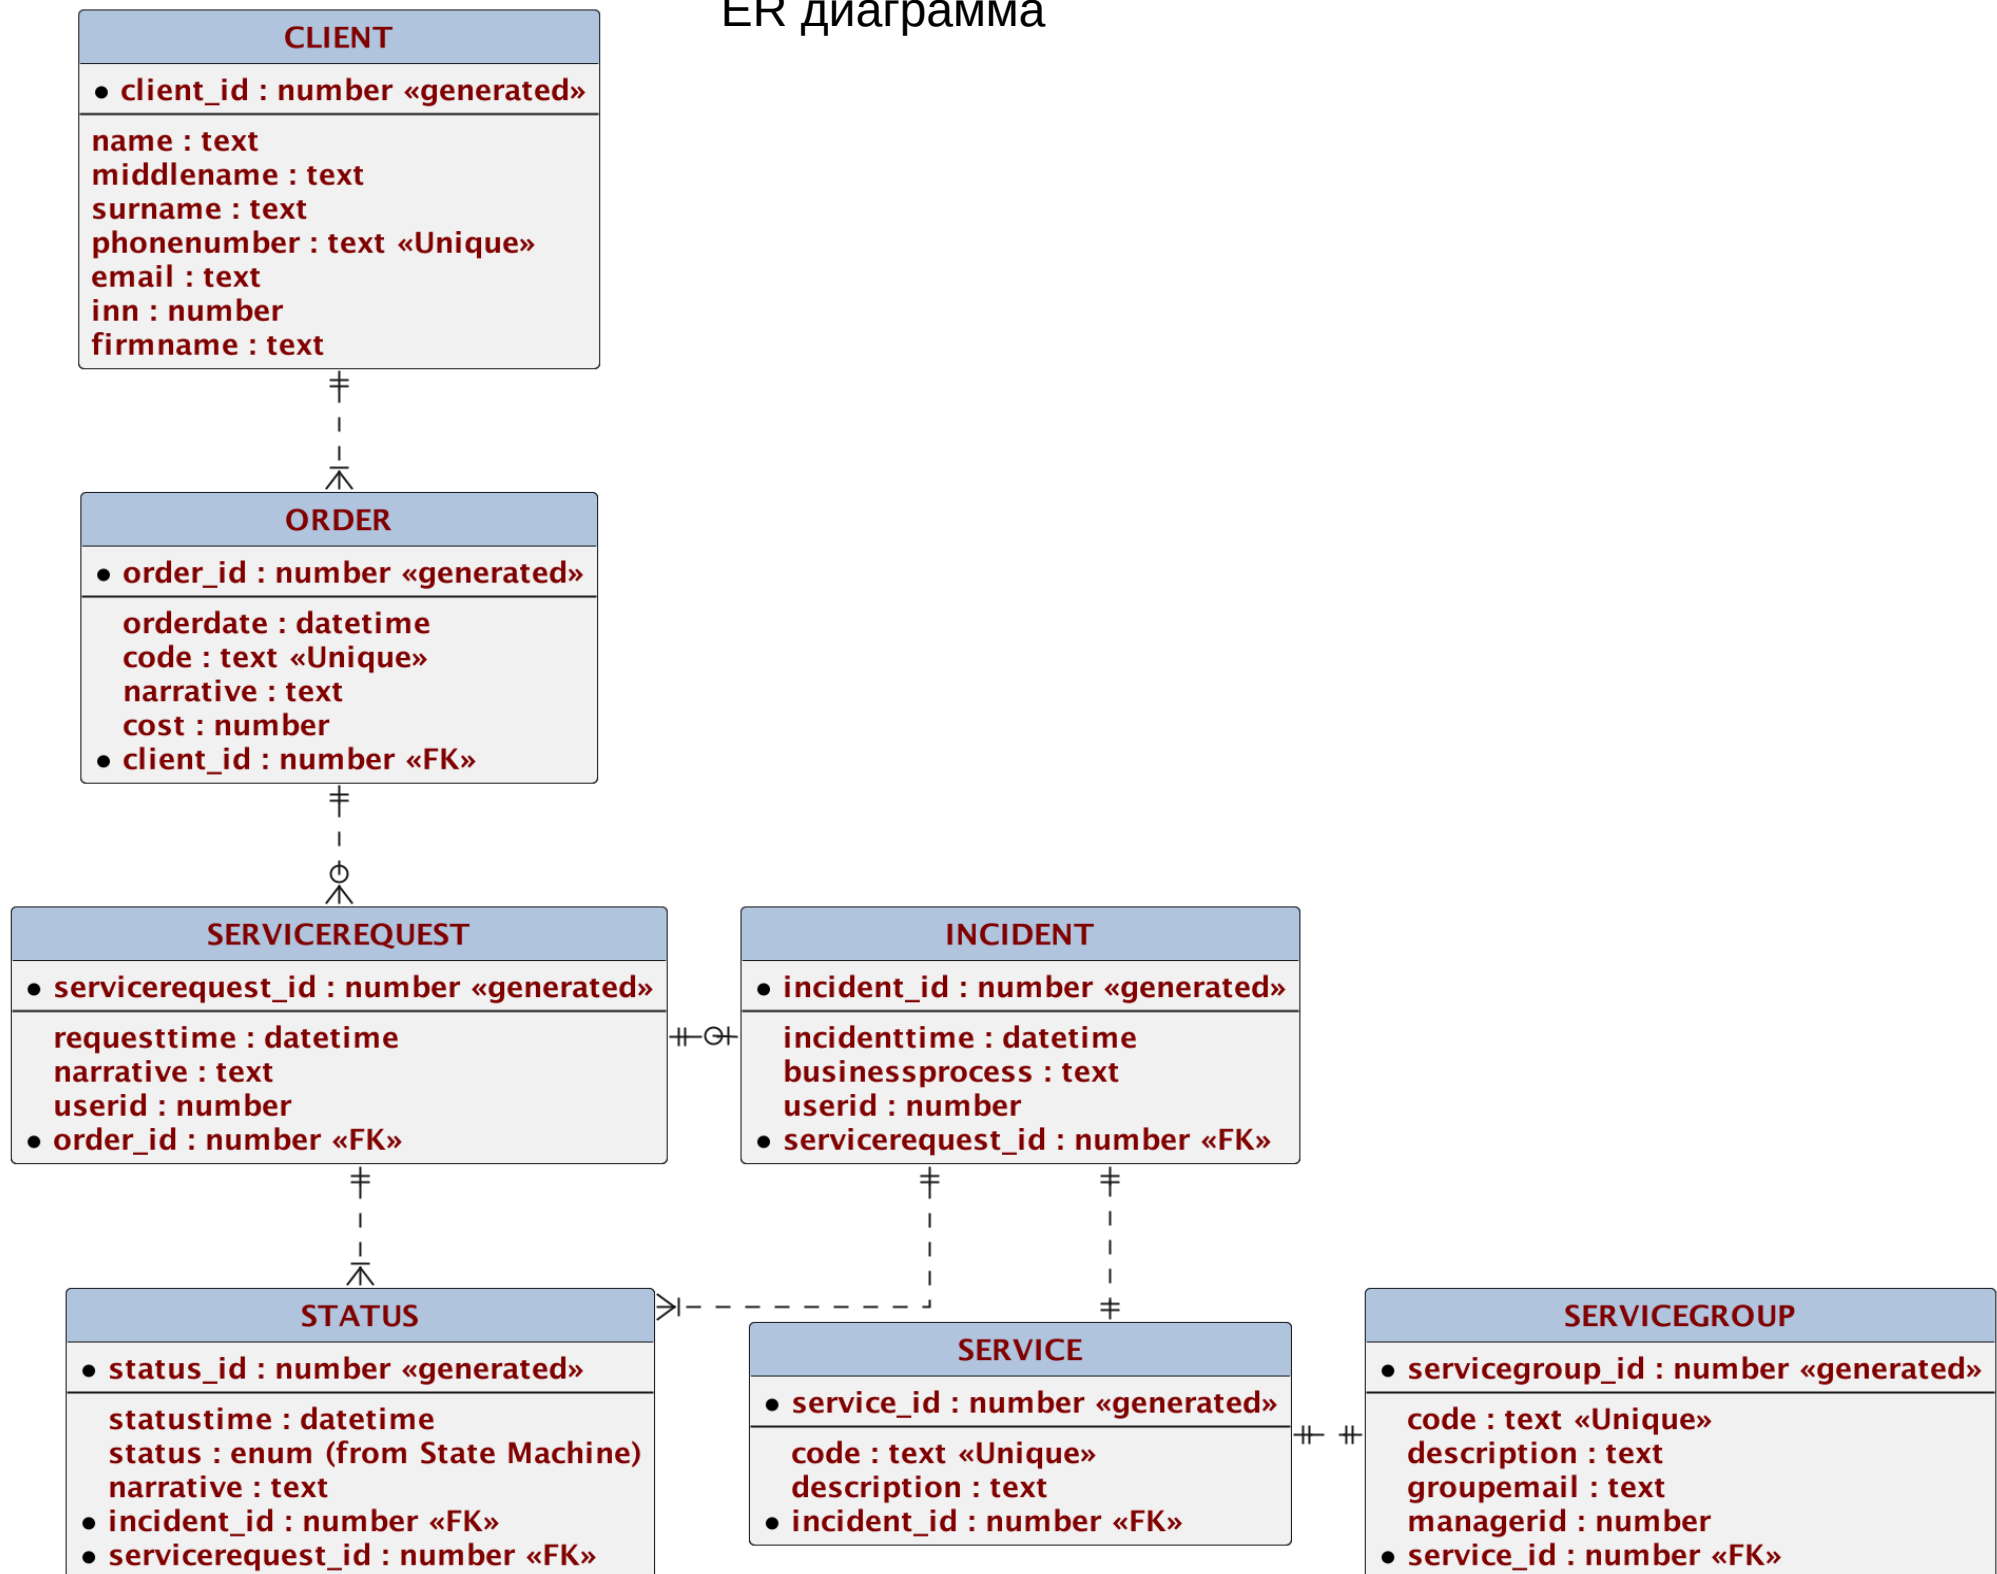 ER диаграмма
CLIENT
client_id : number «generated»
name : text
middlename : text
surname : text
phonenumber : text «Unique»
email : text
inn : number
firmname : text
ORDER
order_id : number «generated»
orderdate : datetime
code : text «Unique»
narrative : text
cost : number
client_id : number «FK»
SERVICEREQUEST
servicerequest_id : number «generated»
requesttime : datetime
narrative : text
userid : number
order_id : number «FK»
INCIDENT
incident_id : number «generated»
incidenttime : datetime
businessprocess : text
userid : number
servicerequest_id : number «FK»
STATUS
status_id : number «generated»
statustime : datetime
status : enum (from State Machine)
narrative : text
incident_id : number «FK»
servicerequest_id : number «FK»
SERVICE
service_id : number «generated»
code : text «Unique»
description : text
incident_id : number «FK»
SERVICEGROUP
servicegroup_id : number «generated»
code : text «Unique»
description : text
groupemail : text
managerid : number
service_id : number «FK»